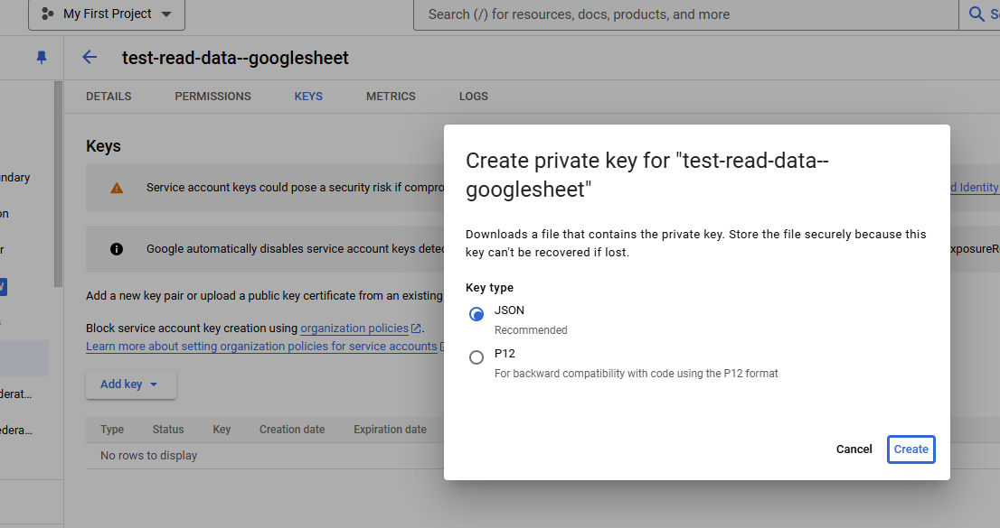 My First Project
Search (/) for resources, docs, products, and more
test-read-data--googlesheet
DETAILS PERMISSIONS KEYS METRICS LOGS
Keys
Service account keys could pose a security risk if compro
d Identity
Google automatically disables service account keys detec
xposureR
Add a new key pair or upload a public key certificate from an existing
Block service account key creation using organization policies.
Learn more about setting organization policies for service accounts
Add key
Type Status Key Creation date Expiration date
No rows to display
ndary
on
r
derat...
edera...
Create private key for "test-read-data--
googlesheet"
Downloads a file that contains the private key. Store the file securely because this
key can't be recovered if lost.
Key type
JSON
Recommended
P12
For backward compatibility with code using the P12 format
Cancel Create